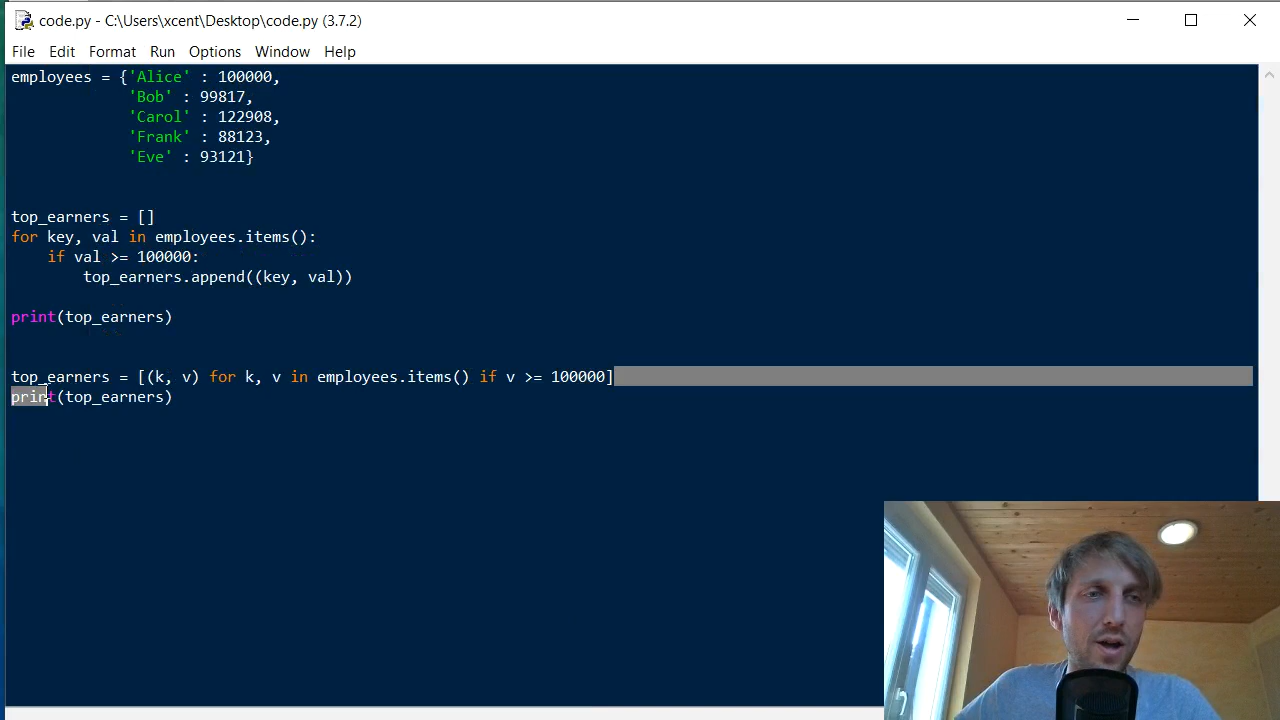 code.py - C:\Users\xcent\Desktop\code.py (3.7.2)
File Edit Format Run Options Window Help
employees = {'Alice' : 100000,
             'Bob' : 99817,
             'Carol' : 122908,
             'Frank' : 88123,
             'Eve' : 93121}
top_earners = []
for key, val in employees.items():
    if val >= 100000:
        top_earners.append((key, val))
print(top_earners)
top_earners = [(k, v) for k, v in employees.items() if v >= 100000]
print(top_earners)